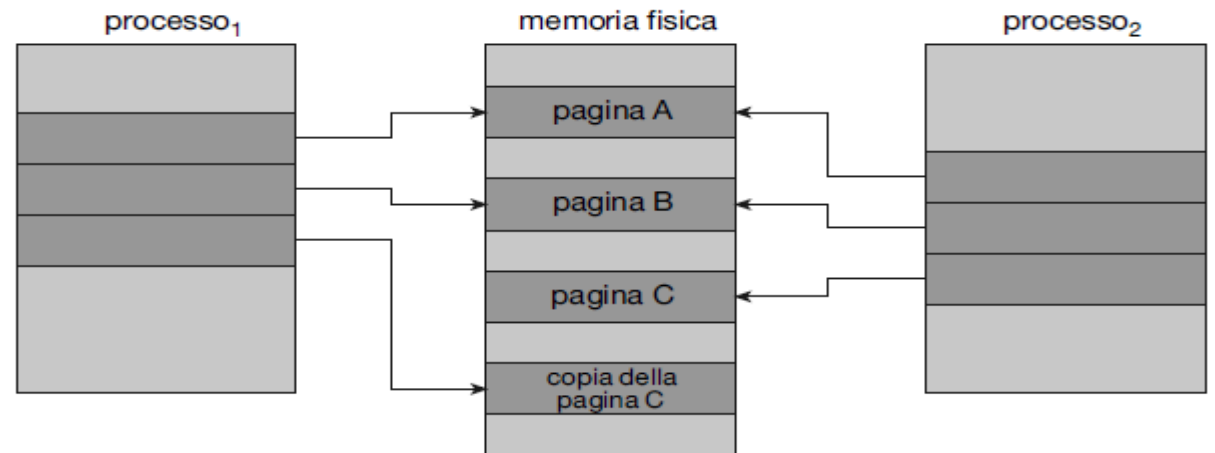 processo₁
memoria fisica
processo₂
pagina A
pagina B
pagina C
copia della
pagina C